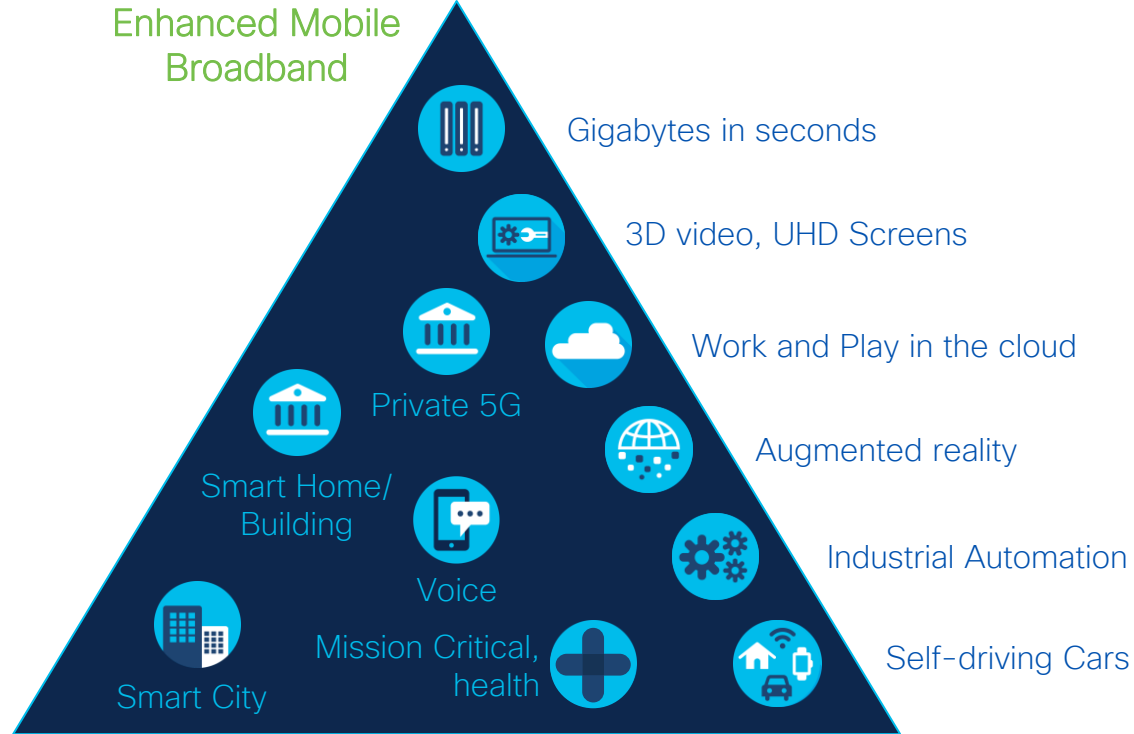 Enhanced Mobile
Broadband
Gigabytes in seconds
3D video, UHD Screens
Work and Play in the cloud
Private 5G
Augmented reality
Smart Home/
Building
Industrial Automation
Voice
Mission Critical,
health
Self-driving Cars
Smart City